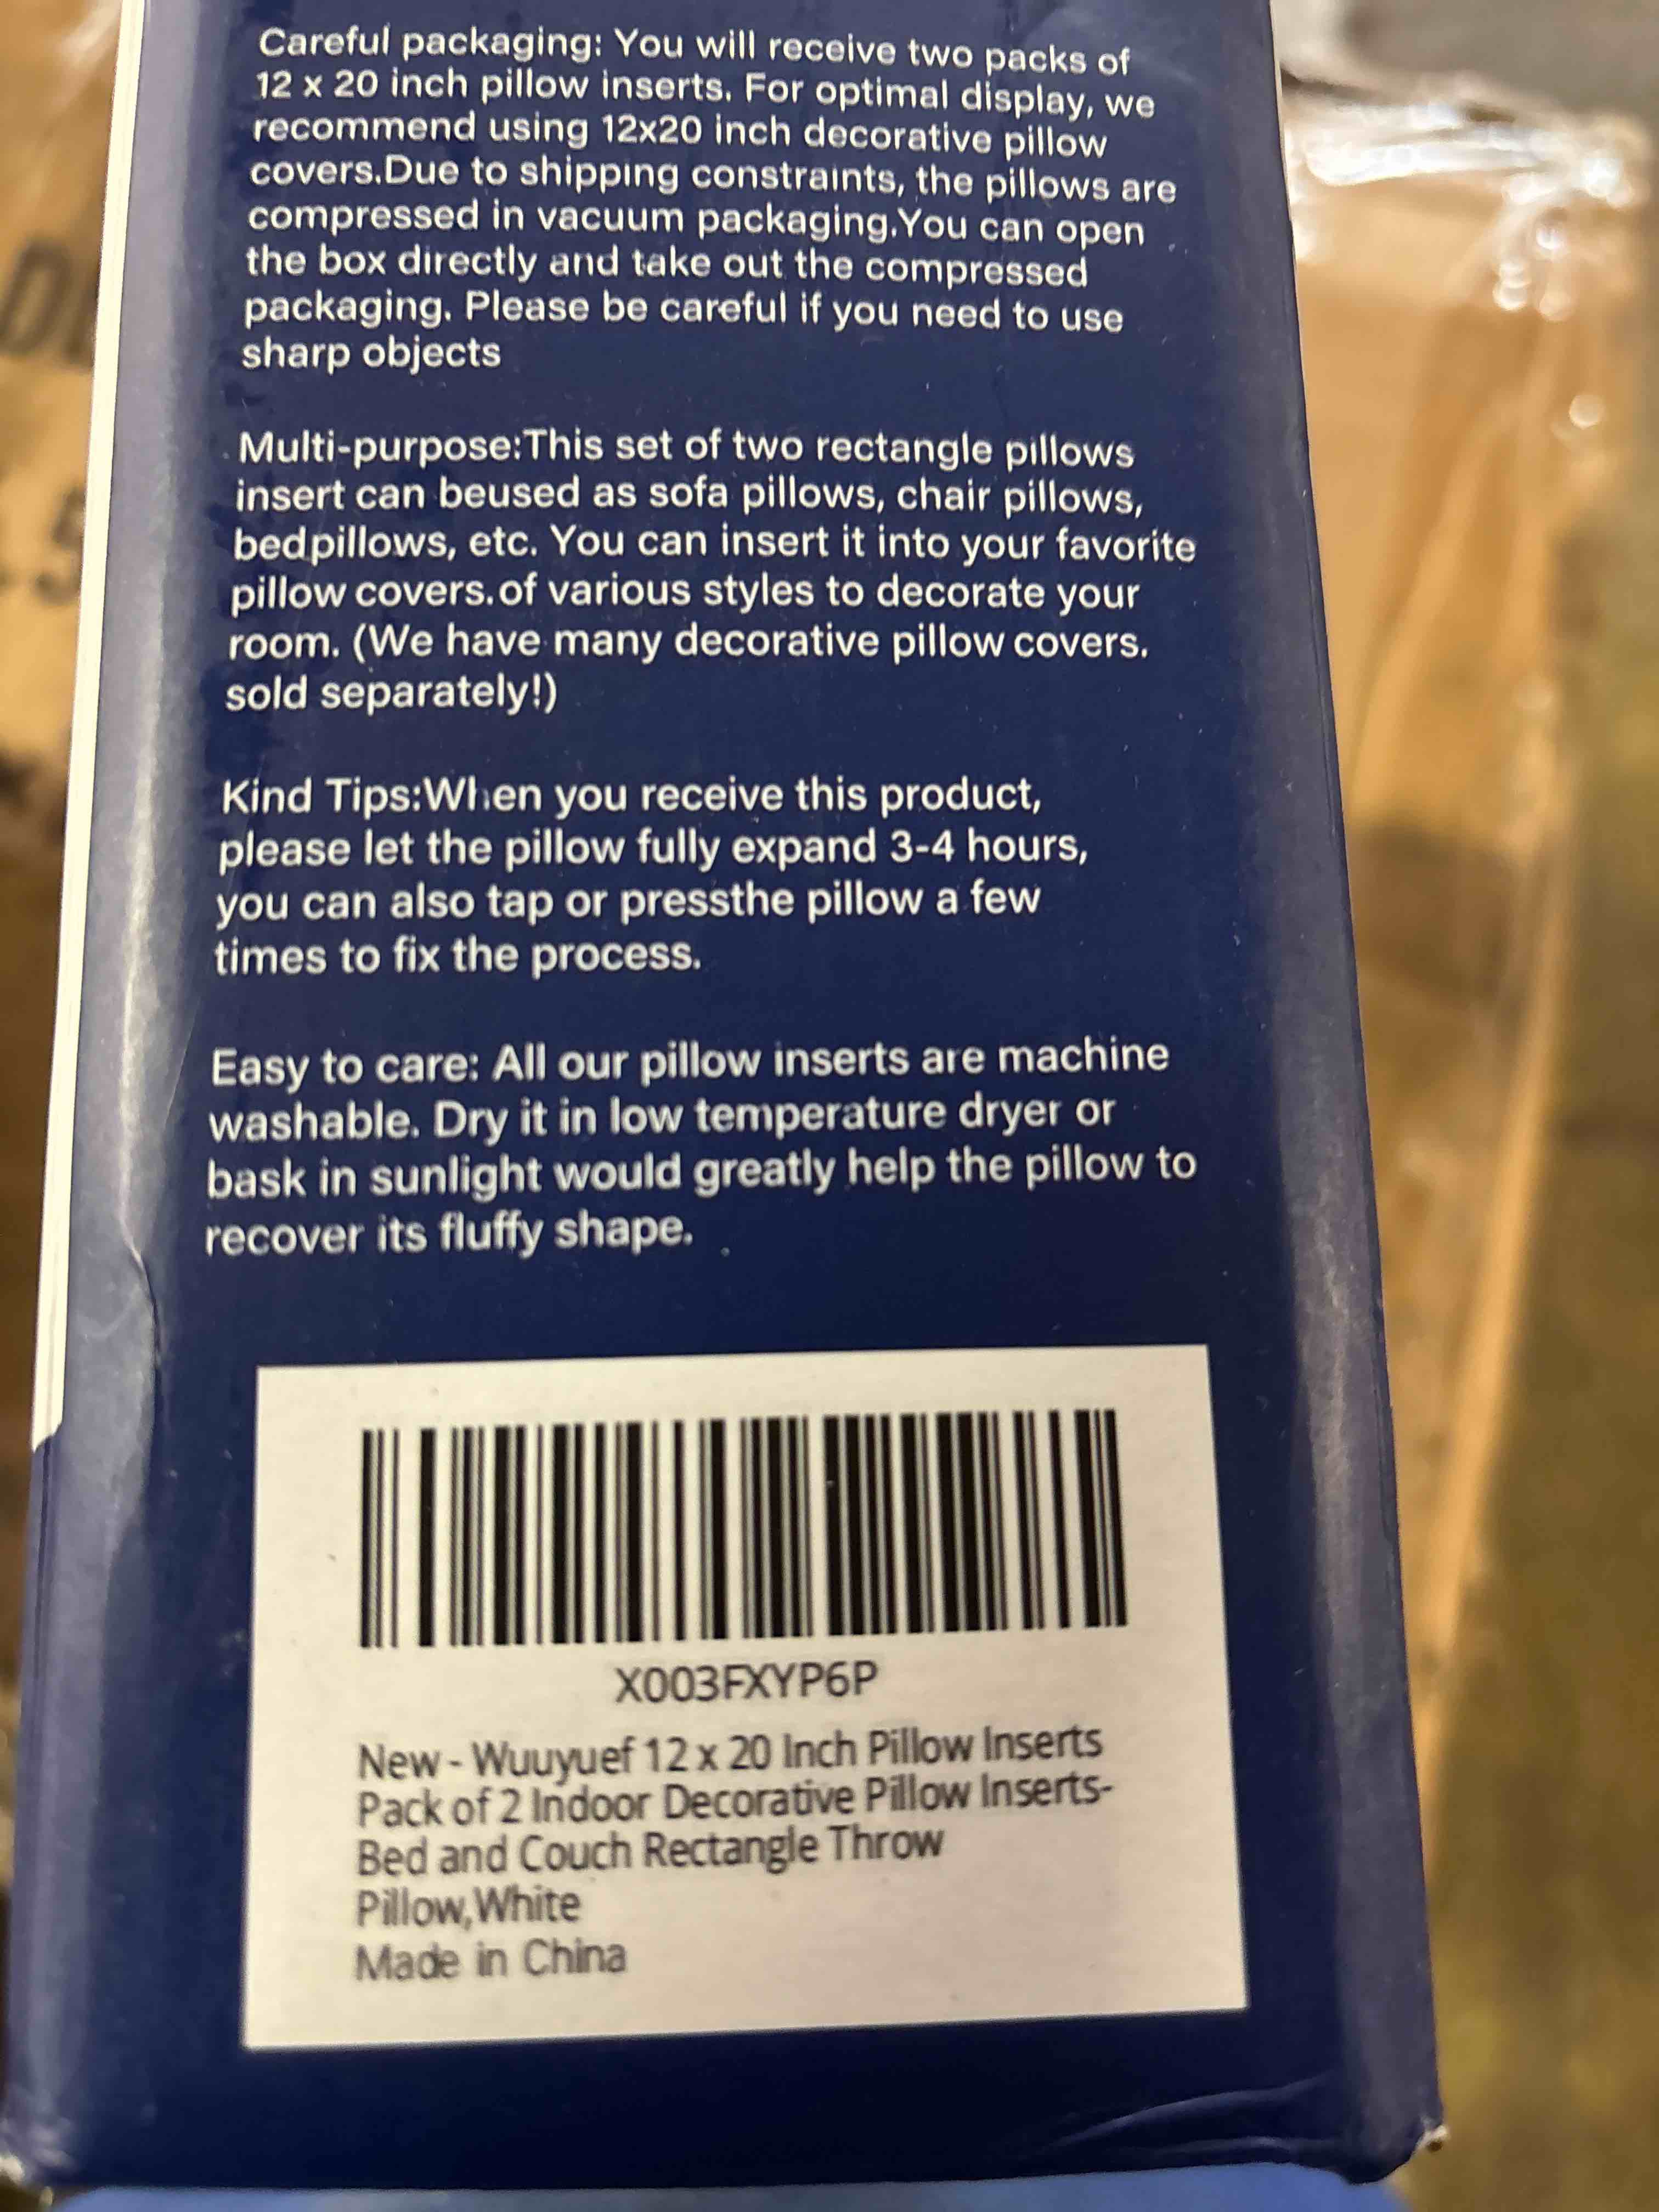 Careful packaging: You will receive two packs of
12 x 20 inch pillow inserts. For optimal display, we
recommend using 12x20 inch decorative pillow
covers.Due to shipping constraints, the pillows are
compressed in vacuum packaging.You can open
the box directly and take out the compressed
packaging. Please be careful if you need to use
sharp objects
Multi-purpose:This set of two rectangle pillows
insert can beused as sofa pillows, chair pillows,
bedpillows, etc. You can insert it into your favorite
pillow covers.of various styles to decorate your
room. (We have many decorative pillow covers.
sold separately!)
Kind Tips:When you receive this product,
please let the pillow fully expand 3-4 hours,
you can also tap or pressthe pillow a few
times to fix the process.
Easy to care: All our pillow inserts are machine
washable. Dry it in low temperature dryer or
bask in sunlight would greatly help the pillow to
recover its fluffy shape.
X003FXYP6P
New - Wuuyuef 12 x 20 Inch Pillow Inserts
Pack of 2 Indoor Decorative Pillow Inserts-
Bed and Couch Rectangle Throw
Pillow,White
Made in China